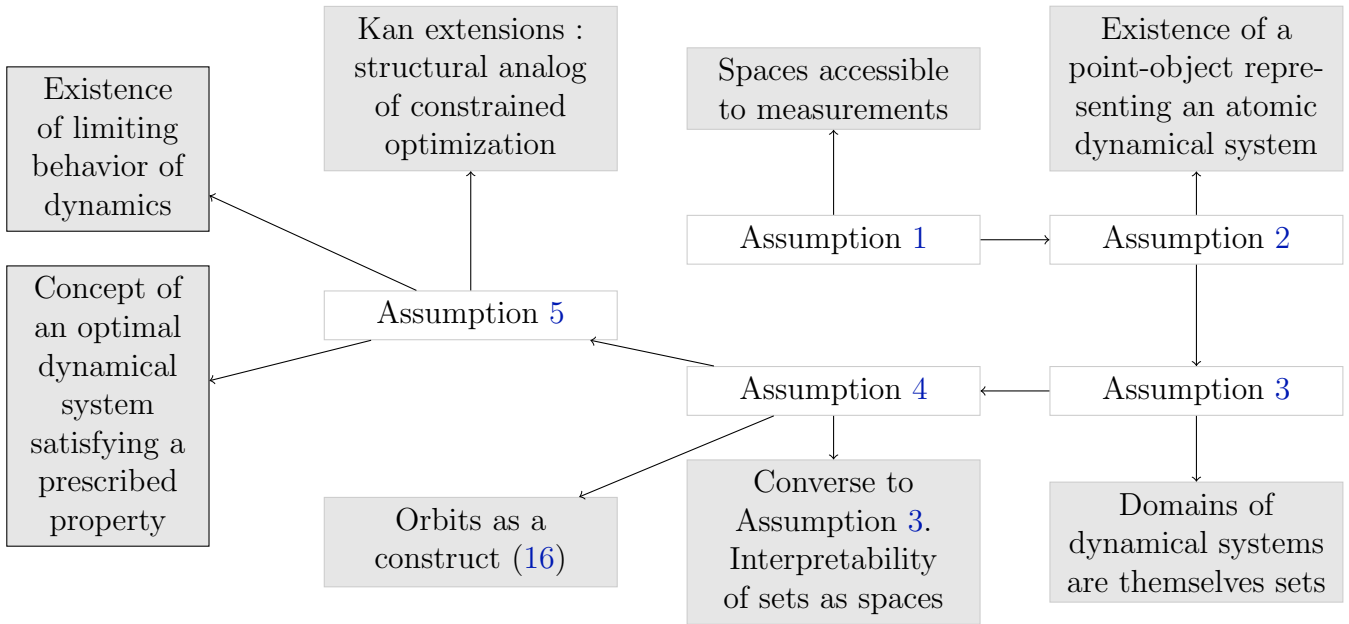 Existence
of limiting
behavior of
dynamics
Concept of
an optimal
dynamical
system
satisfying a
prescribed
property
Kan extensions :
structural analog
of constrained
optimization
Assumption 5
Orbits as a
construct (16)
Spaces accessible
to measurements
Assumption 1
Assumption 4
Converse to
Assumption 3.
Interpretability
of sets as spaces
Existence of a
point-object repre-
senting an atomic
dynamical system
Assumption 2
Assumption 3
Domains of
dynamical systems
are themselves sets